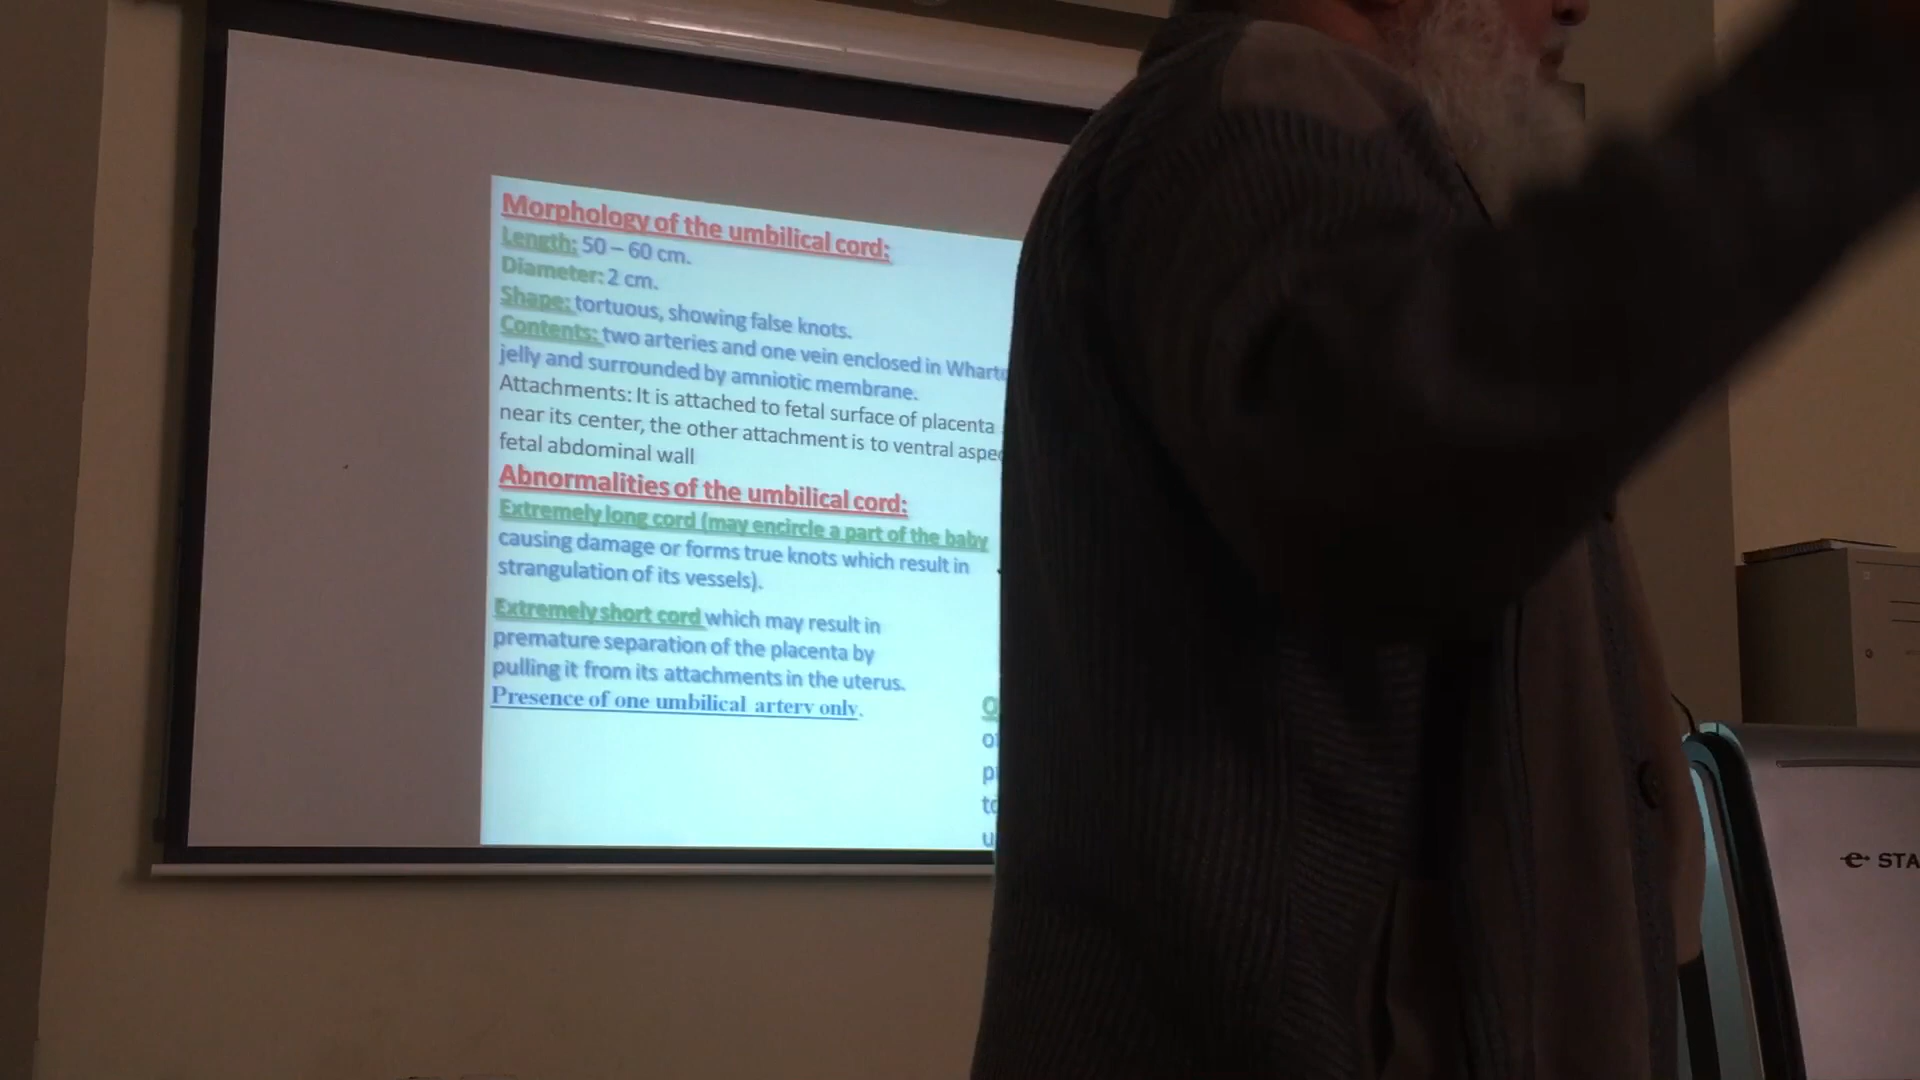 Morphology of the umbilical cord:
Length: 50 – 60 cm.
Diameter: 2 cm.
Shape: tortuous, showing false knots.
Contents: two arteries and one vein enclosed in
jelly and surrounded by amniotic membrane.
Attachments: It is attached to fetal surface of placenta
near its center, the other attachment is to ventral
fetal abdominal wall
Abnormalities of the umbilical cord:
Extremely long cord (may encircle a part of the baby
causing damage or forms true knots which result in
strangulation of its vessels).
Extremely short cord which may result in
premature separation of the placenta by
pulling it from its attachments in the uterus.
Presence of one umbilical artery only.